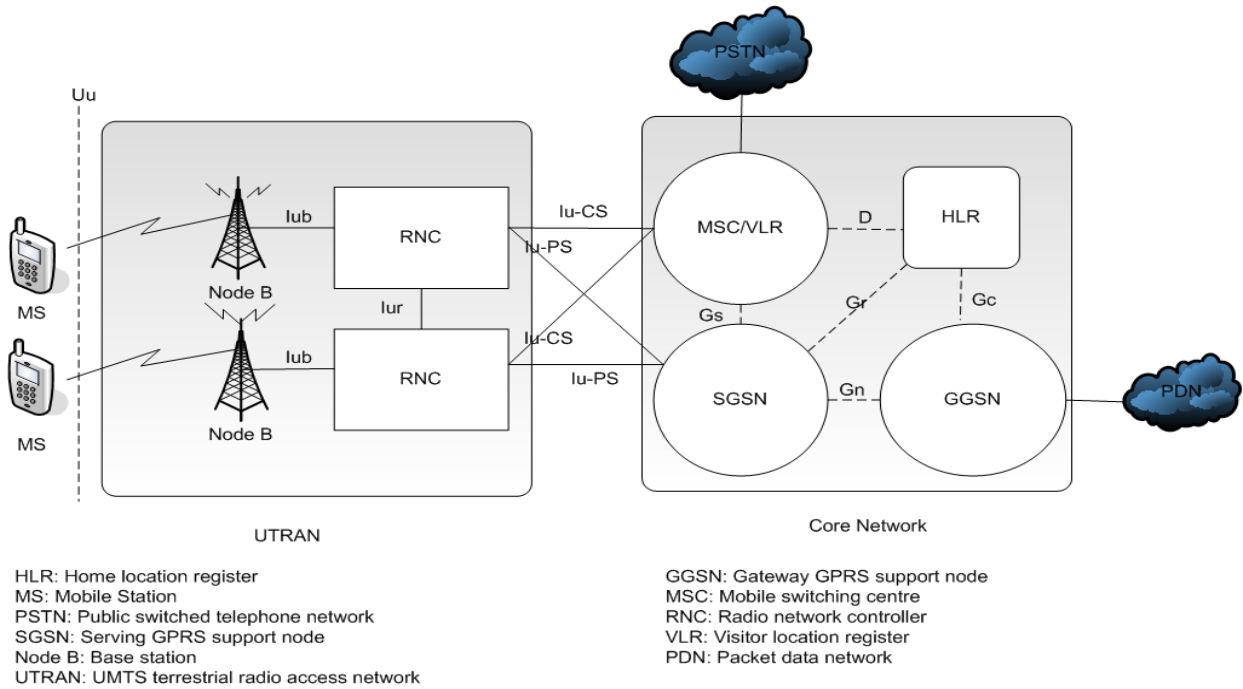 PSTN
Uu
Iub
RNC
Iu-CS
MSC/VLR
D
HLR
Iu-PS
Node B
MS
Iur
Gs
Gr
Gc
Iu-CS
Iub
RNC
Iu-PS
SGSN
Gn
GGSN
PDN
Node B
MS
UTRAN
Core Network
HLR: Home location register
MS: Mobile Station
PSTN: Public switched telephone network
SGSN: Serving GPRS support node
Node B: Base station
UTRAN: UMTS terrestrial radio access network
GGSN: Gateway GPRS support node
MSC: Mobile switching centre
RNC: Radio network controller
VLR: Visitor location register
PDN: Packet data network